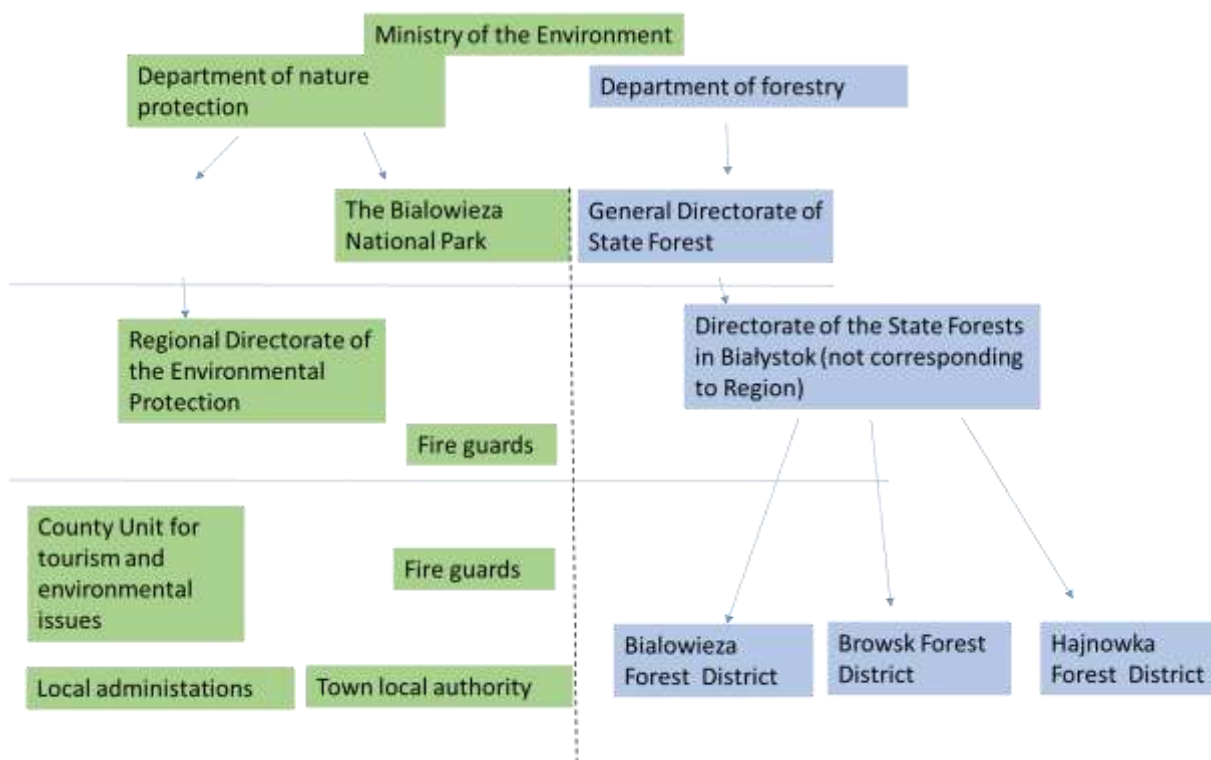 Ministry of the Environment
Department of nature
protection
Department of forestry
The Bialowieza
National Park
General Directorate of
State Forest
Regional Directorate of
the Environmental
Protection
Directorate of the State Forests
in Białystok (not corresponding
to Region)
Fire guards
County Unit for
tourism and
environmental
issues
Fire guards
Bialowieza
Forest District
Browsk Forest
District
Hajnowka
Forest District
Local administations
Town local authority